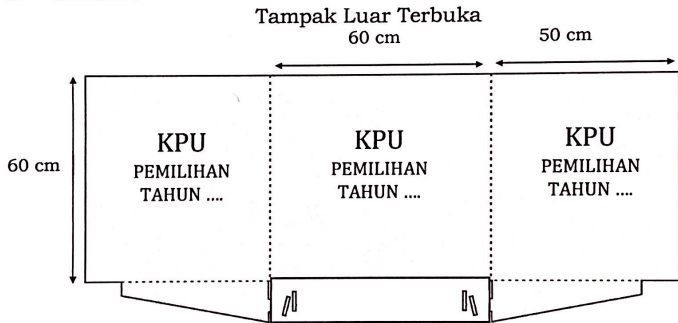 Tampak Luar Terbuka
60 cm
50 cm
60 cm
KPU
PEMILIHAN
TAHUN ....
KPU
PEMILIHAN
TAHUN ....
KPU
PEMILIHAN
TAHUN ....